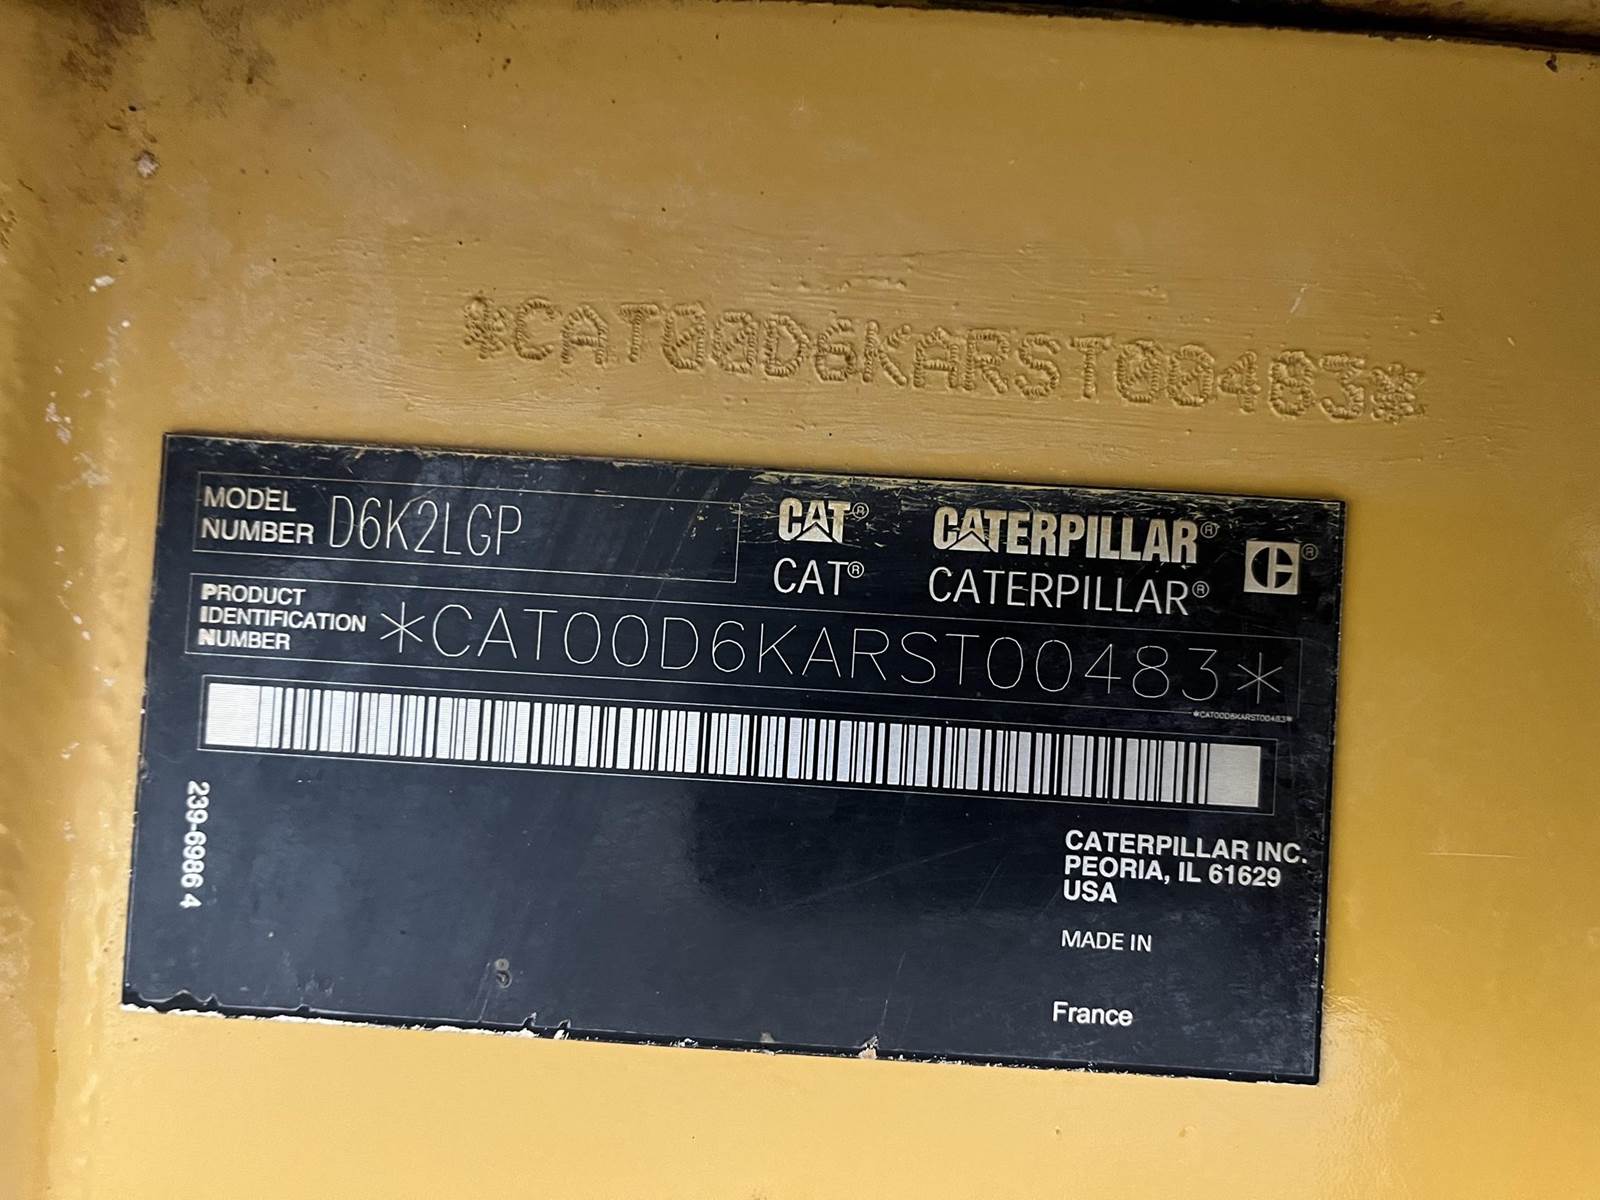 *CAT00D6KARST00483*
MODEL NUMBER D6K2LGP
CAT® CATERPILLAR® C®
CAT® CATERPILLAR®
PRODUCT IDENTIFICATION NUMBER *CAT00D6KARST00483*
*CAT00D6KARST00483*
239-6986 4
CATERPILLAR INC.
PEORIA, IL 61629
USA
MADE IN
France